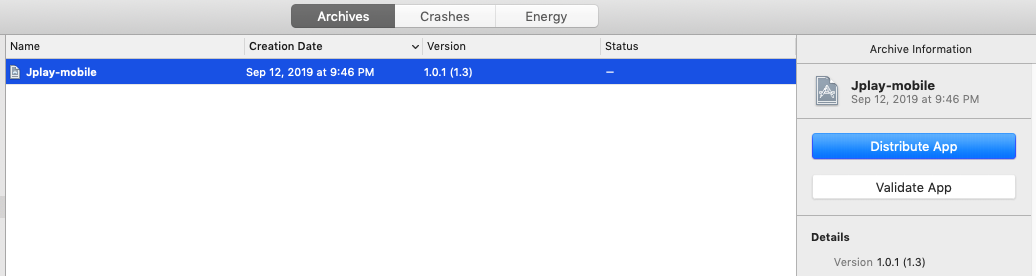 Archives Crashes Energy
Name Creation Date Version Status
Jplay-mobile Sep 12, 2019 at 9:46 PM 1.0.1 (1.3) –
Archive Information
Jplay-mobile
Sep 12, 2019 at 9:46 PM
Distribute App
Validate App
Details
Version 1.0.1 (1.3)